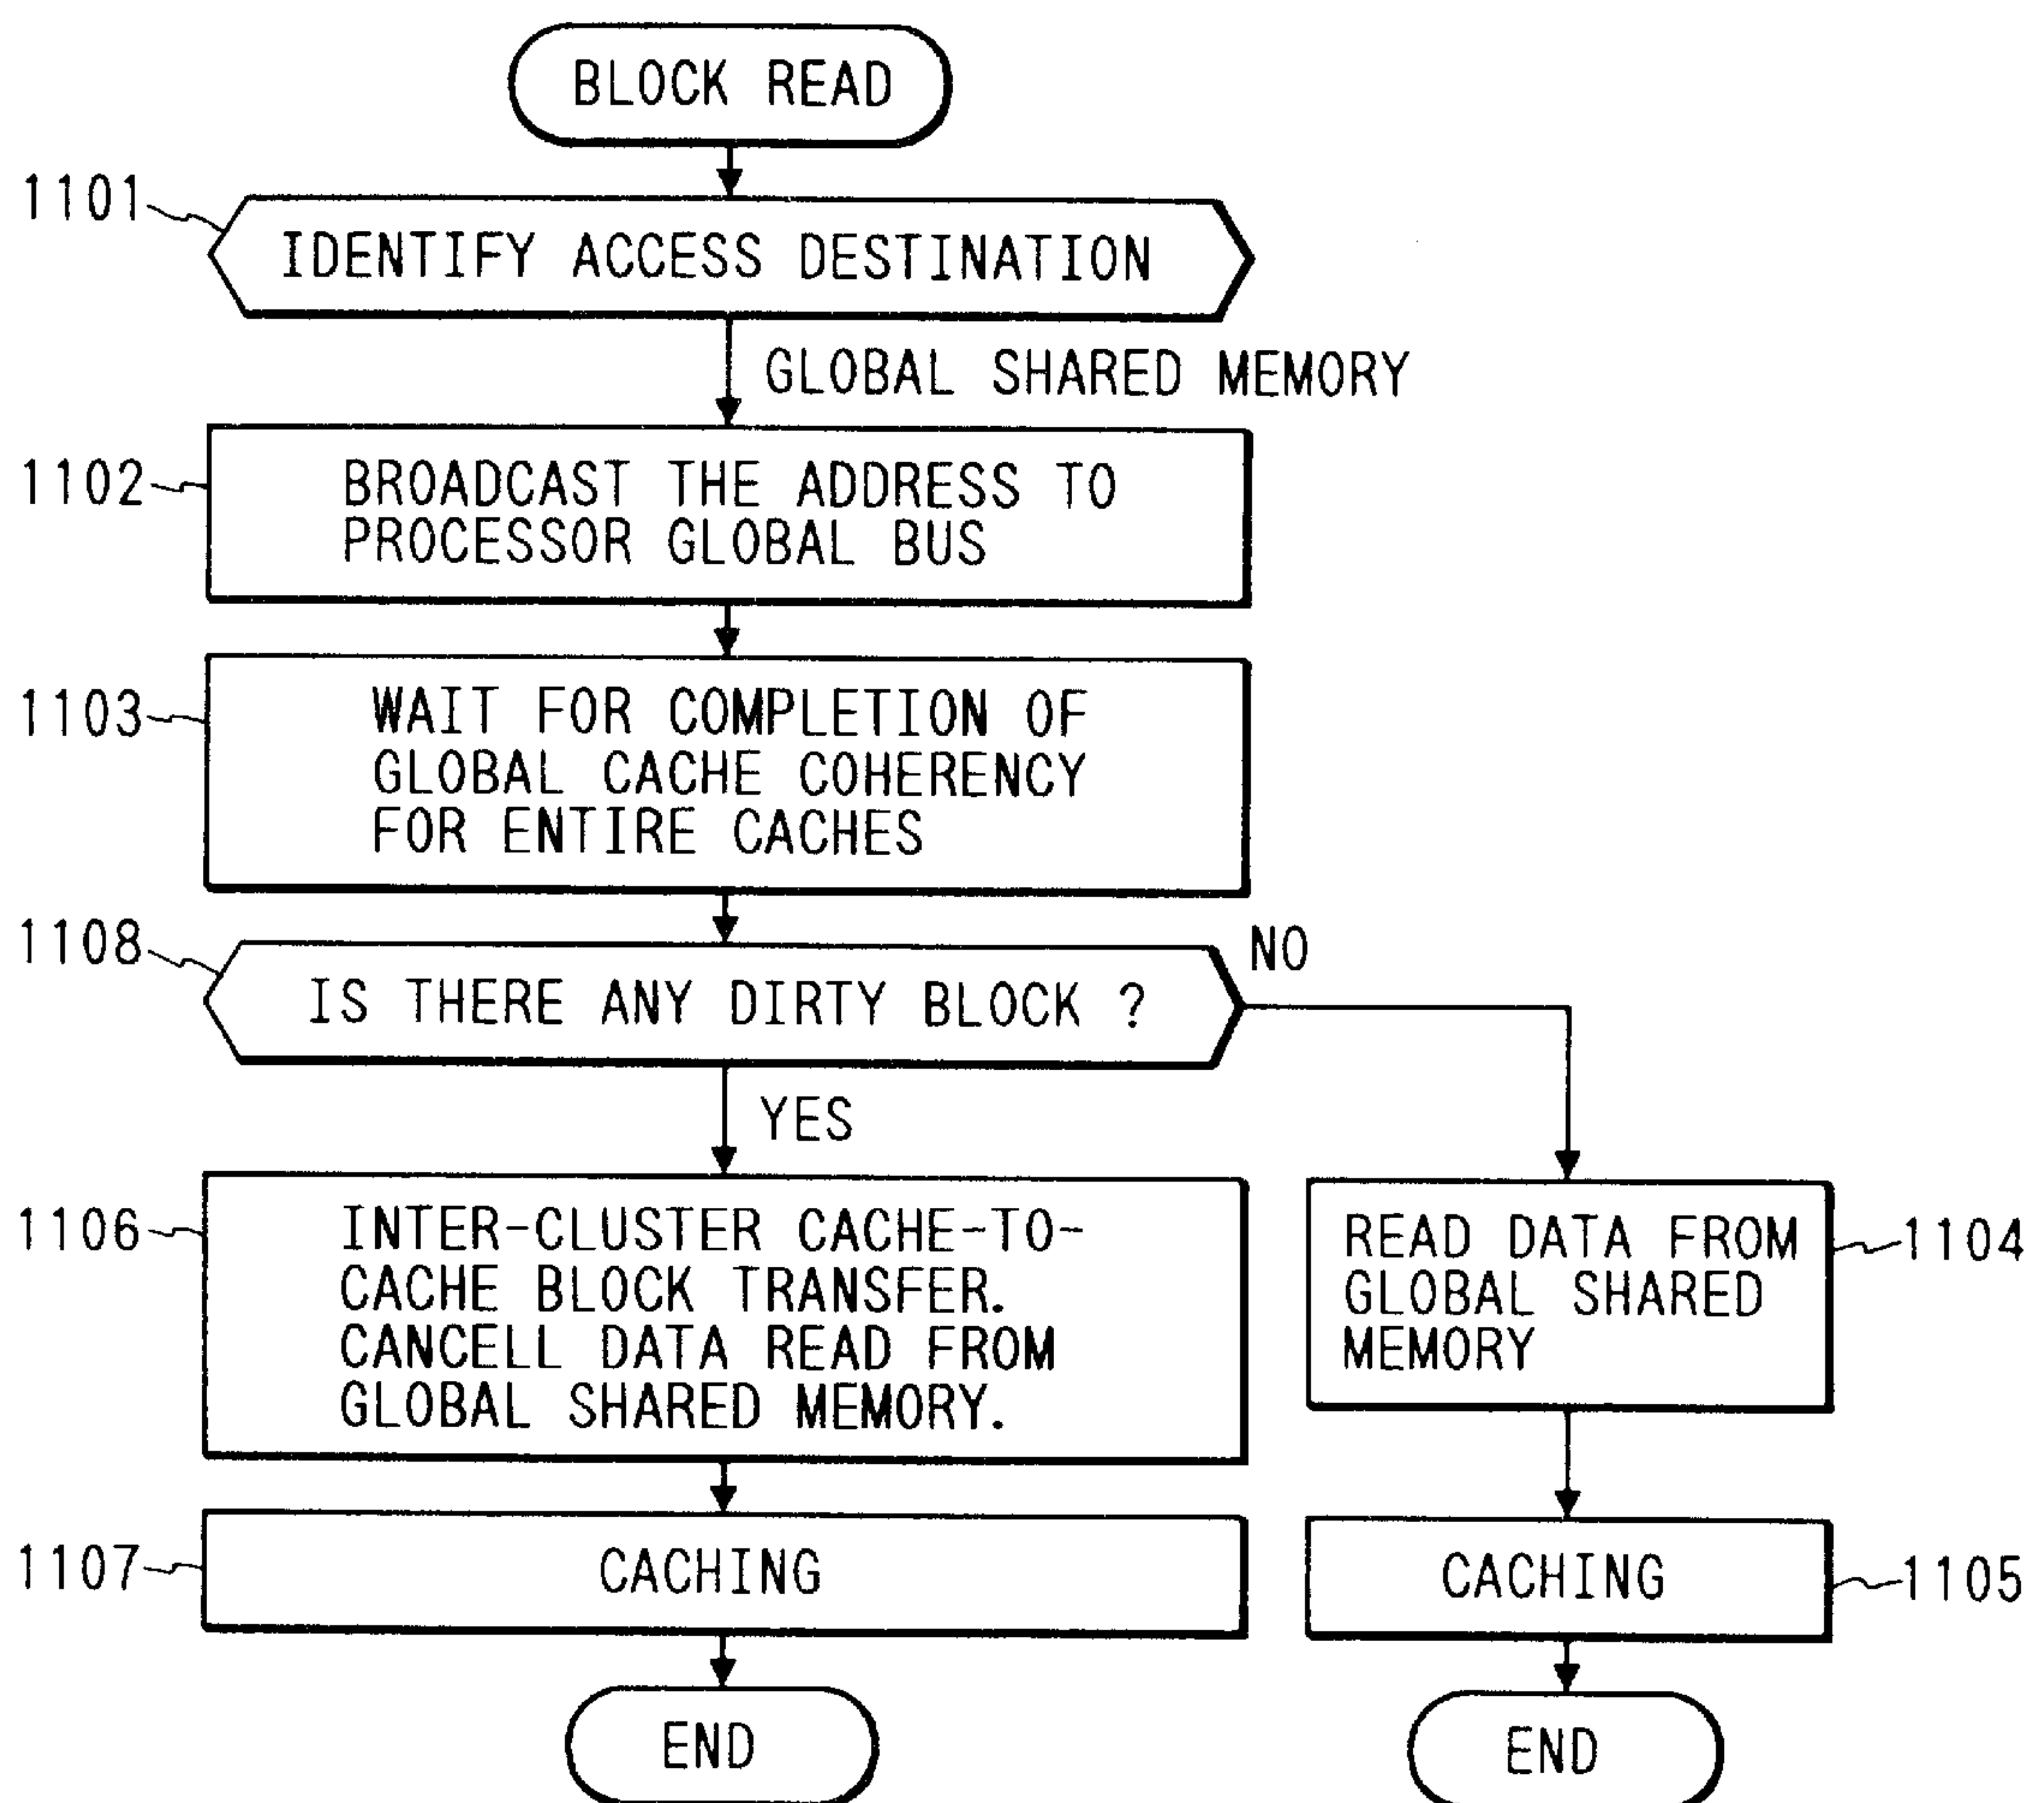 BLOCK READ
1101
IDENTIFY ACCESS DESTINATION
GLOBAL SHARED MEMORY
1102
BROADCAST THE ADDRESS TO
PROCESSOR GLOBAL BUS
1103
WAIT FOR COMPLETION OF
GLOBAL CACHE COHERENCY
FOR ENTIRE CACHES
1108
IS THERE ANY DIRTY BLOCK ?
NO
YES
1106
INTER-CLUSTER CACHE-TO-
CACHE BLOCK TRANSFER.
CANCELL DATA READ FROM
GLOBAL SHARED MEMORY.
READ DATA FROM
GLOBAL SHARED
MEMORY
1104
1107
CACHING
CACHING
1105
END
END